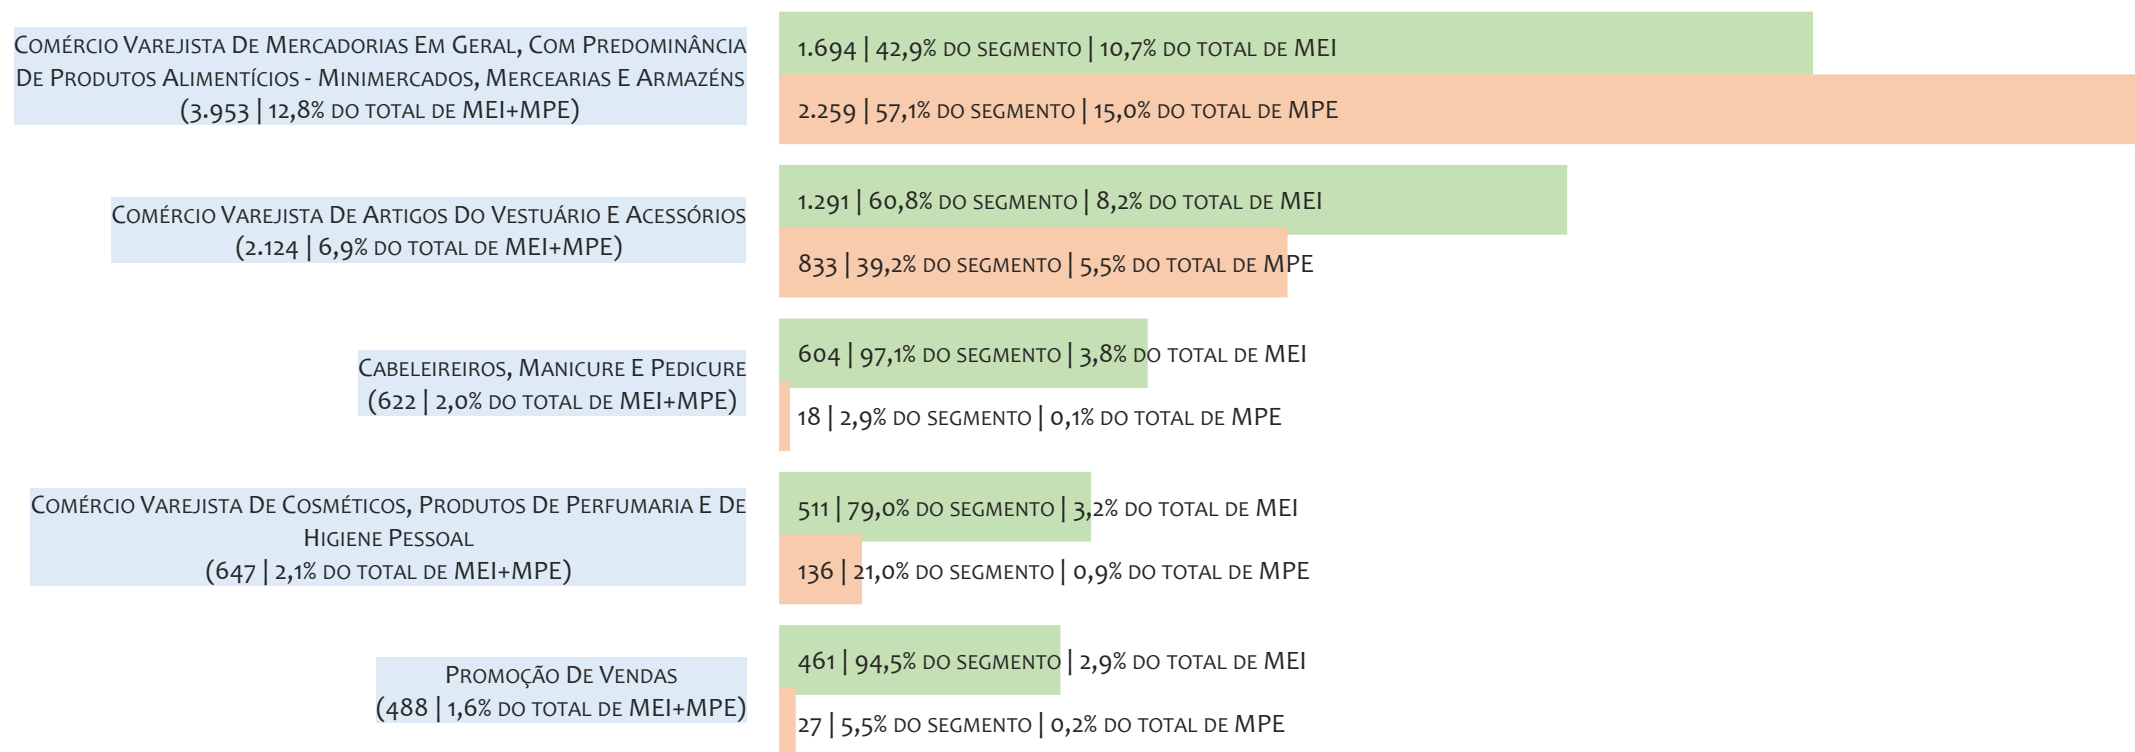 Comércio Varejista De Mercadorias Em Geral, Com Predominância
De Produtos Alimentícios - Minimercados, Mercearias E Armazéns
(3.953 | 12,8% do total de MEI+MPE)
1.694 | 42,9% do segmento | 10,7% do total de MEI
2.259 | 57,1% do segmento | 15,0% do total de MPE
Comércio Varejista De Artigos Do Vestuário E Acessórios
(2.124 | 6,9% do total de MEI+MPE)
1.291 | 60,8% do segmento | 8,2% do total de MEI
833 | 39,2% do segmento | 5,5% do total de MPE
Cabeleireiros, Manicure E Pedicure
(622 | 2,0% do total de MEI+MPE)
604 | 97,1% do segmento | 3,8% do total de MEI
18 | 2,9% do segmento | 0,1% do total de MPE
Comércio Varejista De Cosméticos, Produtos De Perfumaria E De
Higiene Pessoal
(647 | 2,1% do total de MEI+MPE)
511 | 79,0% do segmento | 3,2% do total de MEI
136 | 21,0% do segmento | 0,9% do total de MPE
Promoção De Vendas
(488 | 1,6% do total de MEI+MPE)
461 | 94,5% do segmento | 2,9% do total de MEI
27 | 5,5% do segmento | 0,2% do total de MPE